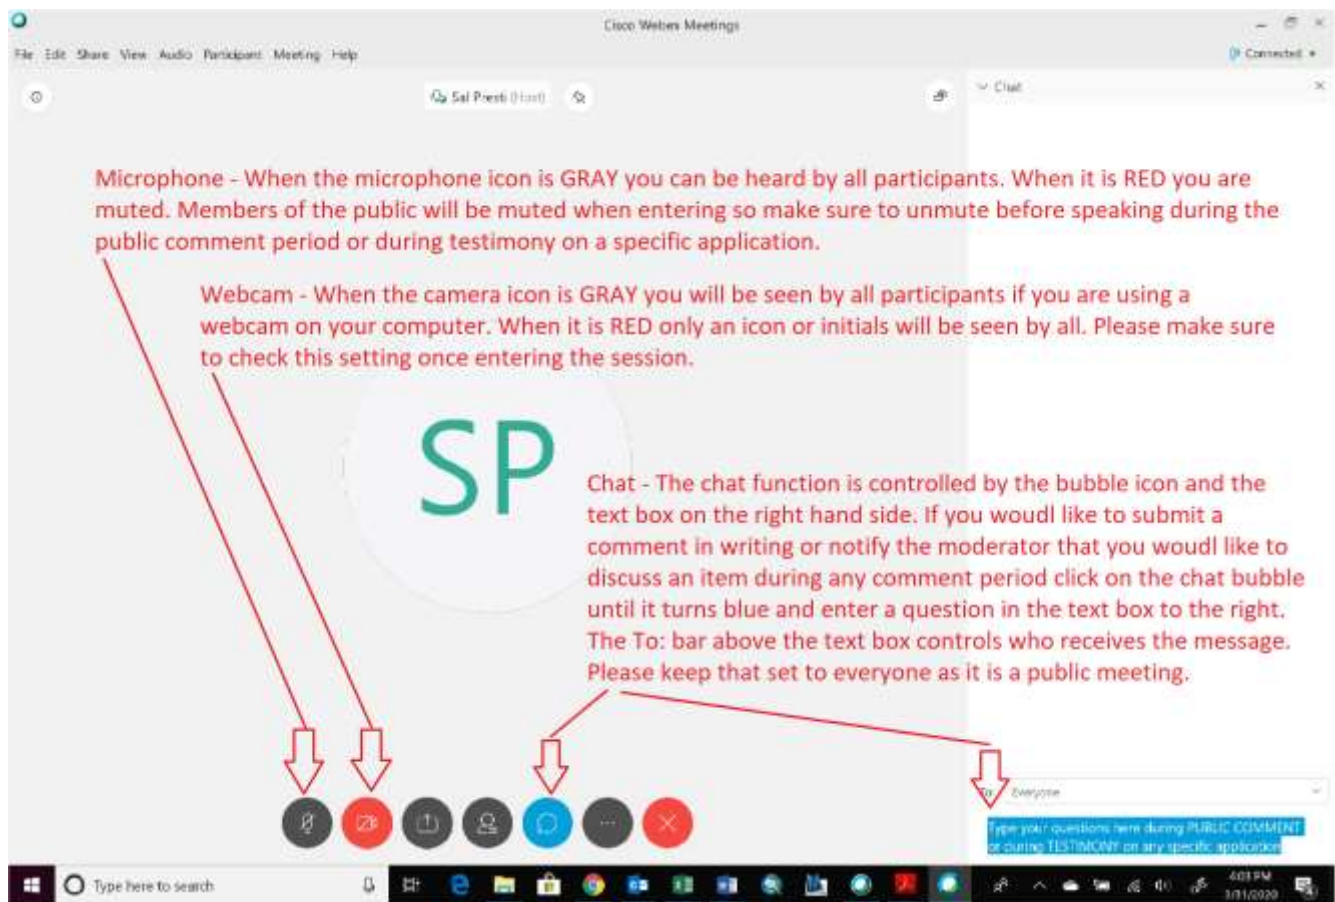 Cisco Webex Meetings
File Edit Share View Audio Participant Meeting Help
Connected
Sal Presti (Host)
Chat
Microphone - When the microphone icon is GRAY you can be heard by all participants. When it is RED you are
muted. Members of the public will be muted when entering so make sure to unmute before speaking during the
public comment period or during testimony on a specific application.
Webcam - When the camera icon is GRAY you will be seen by all participants if you are using a
webcam on your computer. When it is RED only an icon or initials will be seen by all. Please make sure
to check this setting once entering the session.
SP
Chat - The chat function is controlled by the bubble icon and the
text box on the right hand side. If you woudl like to submit a
comment in writing or notify the moderator that you woudl like to
discuss an item during any comment period click on the chat bubble
until it turns blue and enter a question in the text box to the right.
The To: bar above the text box controls who receives the message.
Please keep that set to everyone as it is a public meeting.
To: Everyone
Type your questions here during PUBLIC COMMENT
or during TESTIMONY on any specific application
Type here to search
4:03 PM
3/31/2020